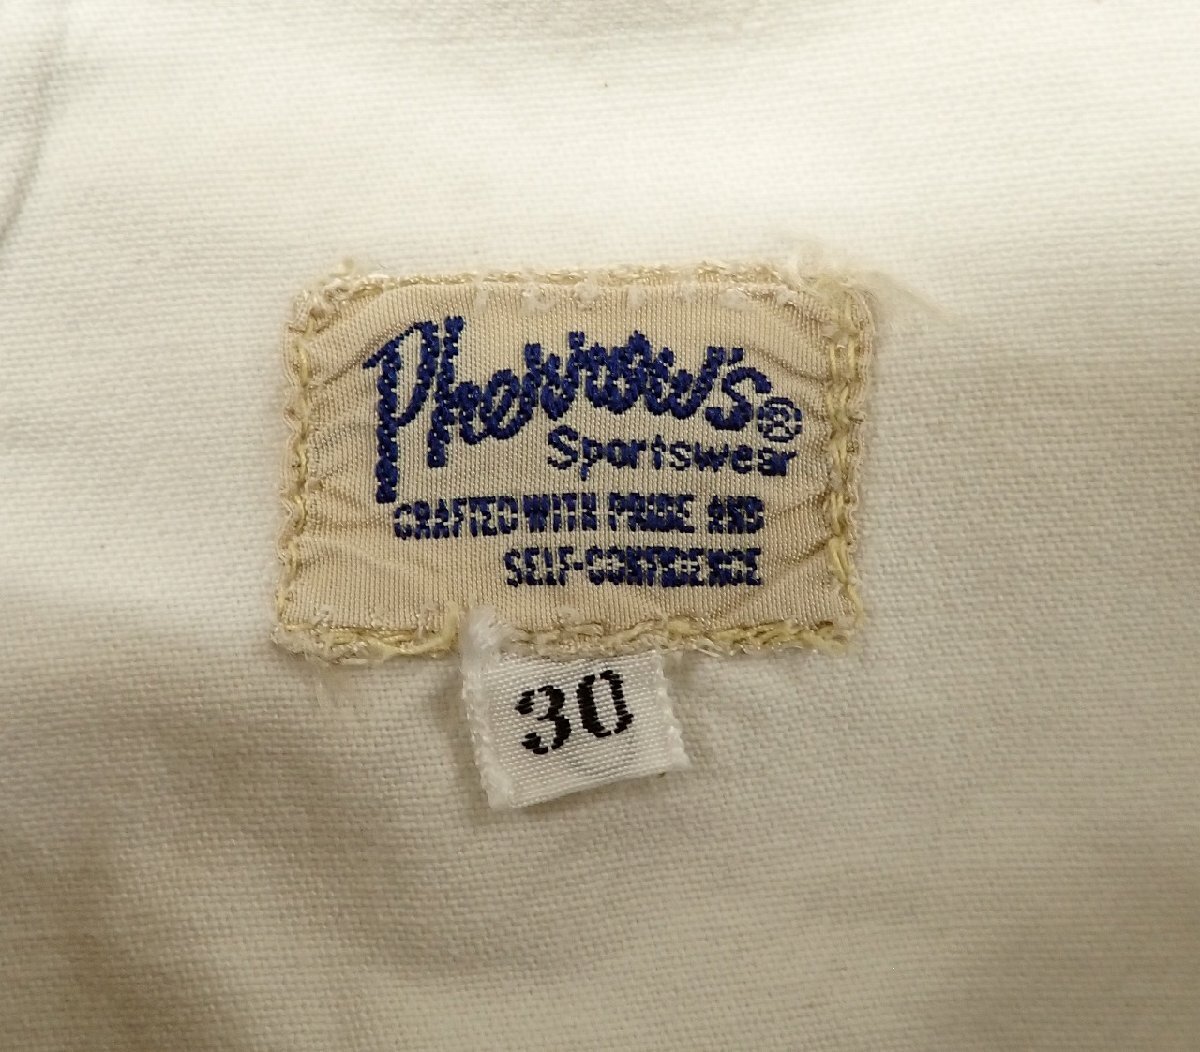 Pherrow's®
Sportswear
CRAFTED WITH PRIDE AND
SELF-CONFIDENCE
30